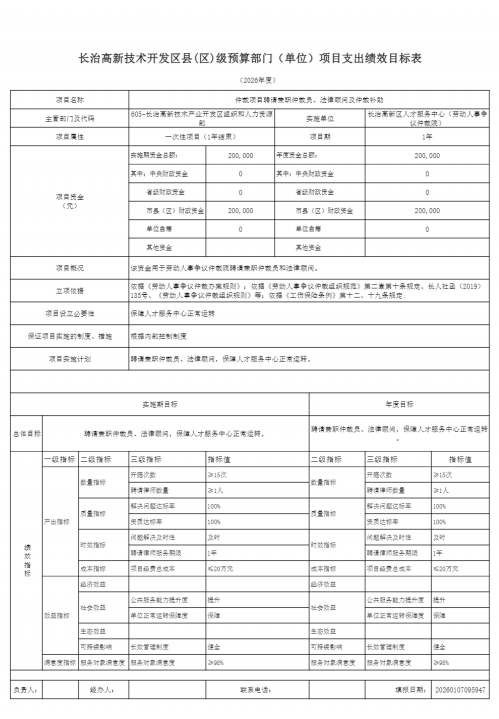 长治高新技术开发区县(区)级预算部门（单位）项目支出绩效目标表
（2026年度）
项目名称 仲裁项目聘请兼职仲裁员、法律顾问及仲裁补助
主管部门及代码 605-长治高新技术产业开发区组织和人力资源部 实施单位 长治高新区人才服务中心（劳动人事争议仲裁院）
项目属性 一次性项目（1年结束） 项目期 1年
项目资金（元） 实施期资金总额： 200,000 年度资金总额： 200,000
其中：中央财政资金 0 其中：中央财政资金 0
省级财政资金 0 省级财政资金 0
市县（区）财政资金 200,000 市县（区）财政资金 200,000
单位自筹 0 单位自筹 0
其他资金 其他资金
项目概况 该资金用于劳动人事争议仲裁院聘请兼职仲裁员和法律顾问。
立项依据 依据《劳动人事争议仲裁办案规则》；依据《劳动人事争议仲裁组织规范》第二章第十条规定、长人社函（2019）
135号、《劳动人事争议仲裁组织规则》等；依据《工伤保险条例》第十二、十九条规定
项目设立必要性 保障人才服务中心正常运转
保证项目实施的制度、措施 根据内部控制制度
项目实施计划 聘请兼职仲裁员、法律顾问，保障人才服务中心正常运转。
实施期目标 年度目标
总体目标 聘请兼职仲裁员、法律顾问，保障人才服务中心正常运转。 聘请兼职仲裁员、法律顾问，保障人才服务中心正常运转。
绩效指标 一级指标 二级指标 三级指标 指标值 二级指标 三级指标 指标值
产出指标 数量指标 开庭次数 ≥15次 数量指标 开庭次数 ≥15次
聘请律师数量 ≥1人 聘请律师数量 ≥1人
质量指标 解决问题达标率 100% 质量指标 解决问题达标率 100%
资质达标率 100% 资质达标率 100%
时效指标 问题解决及时性 及时 时效指标 问题解决及时性 及时
聘请律师服务期限 1年 聘请律师服务期限 1年
成本指标 项目经费总成本 ≤20万元 成本指标 项目经费总成本 ≤20万元
效益指标 经济效益 经济效益
社会效益 公共服务能力提升度 提升 社会效益 公共服务能力提升度 提升
单位正常运转保障度 保障 单位正常运转保障度 保障
生态效益 生态效益
可持续影响 长效管理制度 健全 可持续影响 长效管理制度 健全
满意度指标 服务对象满意度 服务对象满意度 ≥98% 服务对象满意度 服务对象满意度 ≥98%
负责人： 经办人： 联系电话： 填报日期： 20260107095947